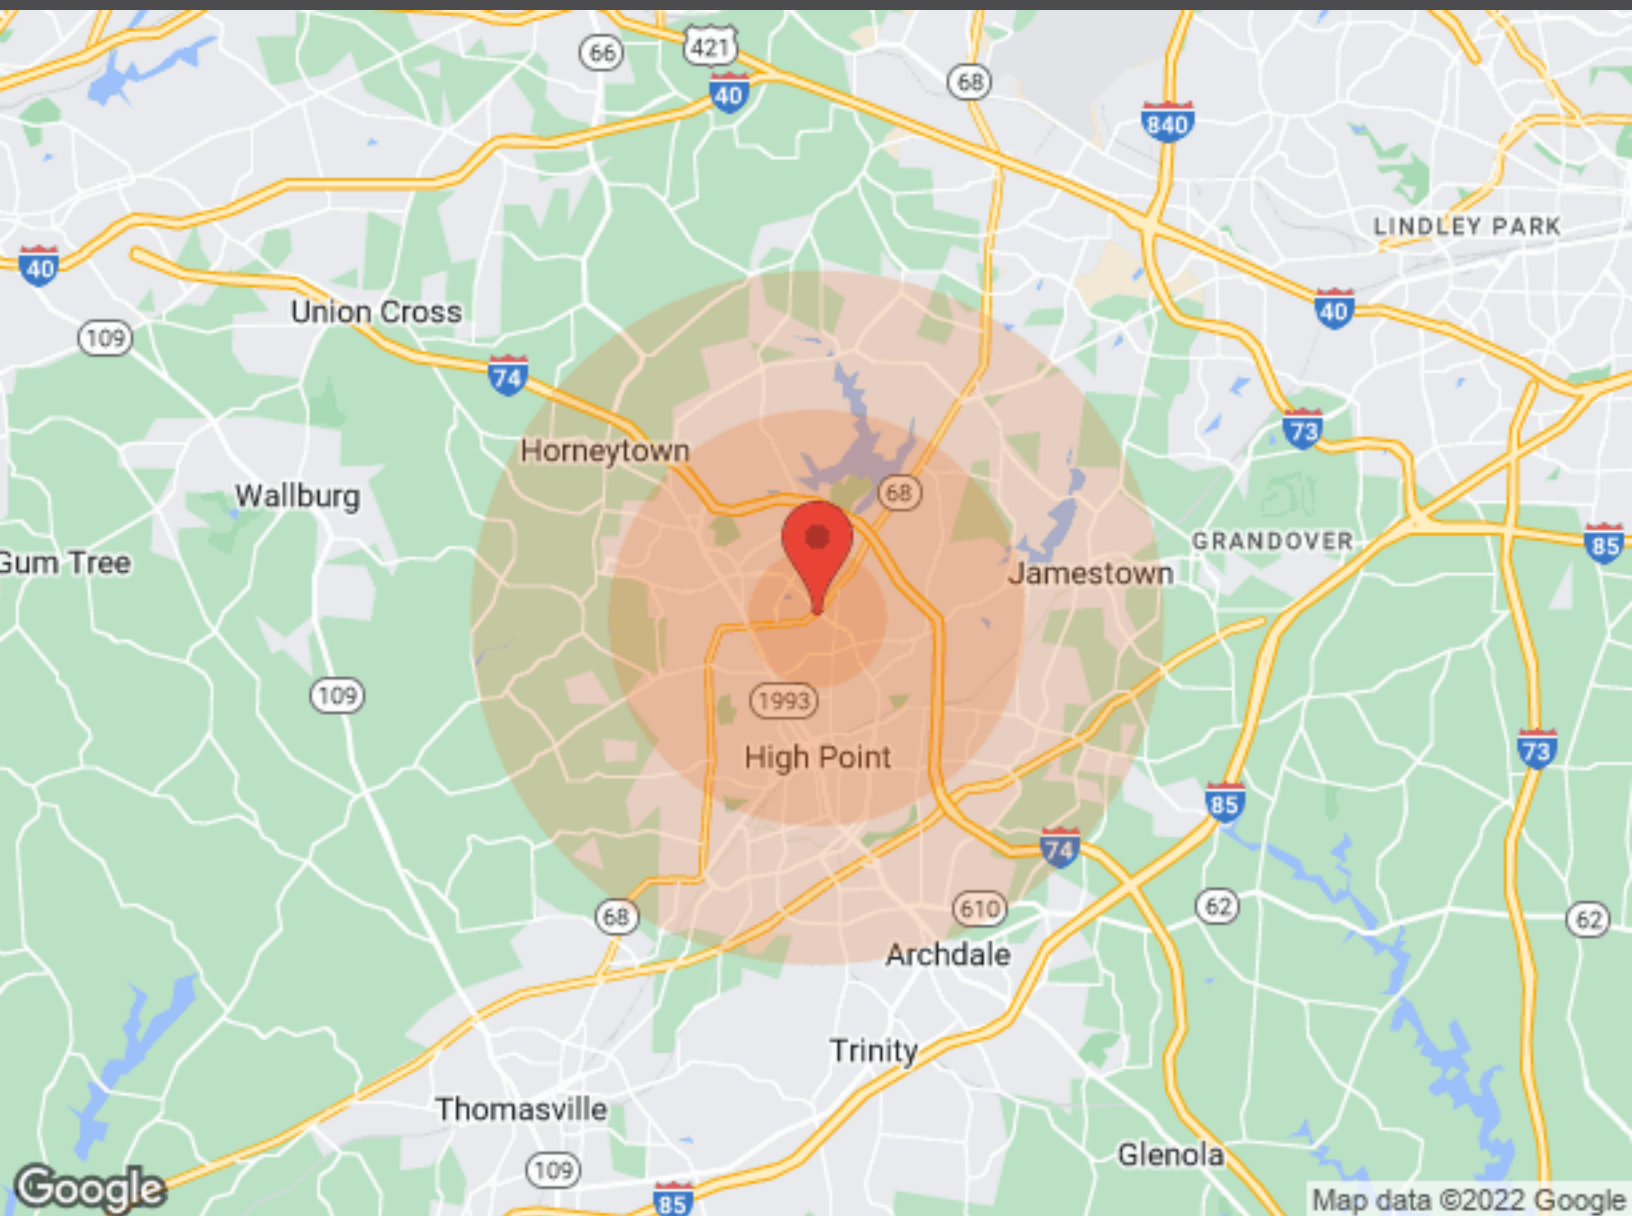 66
421
40
68
840
LINDLEY PARK
40
Union Cross
109
40
74
73
Horneytown
Wallburg
68
Gum Tree
GRANDOVER
85
Jamestown
109
1993
High Point
73
85
74
68
610
62
62
Archdale
Trinity
Thomasville
Glenola
109
Google
85
Map data ©2022 Google